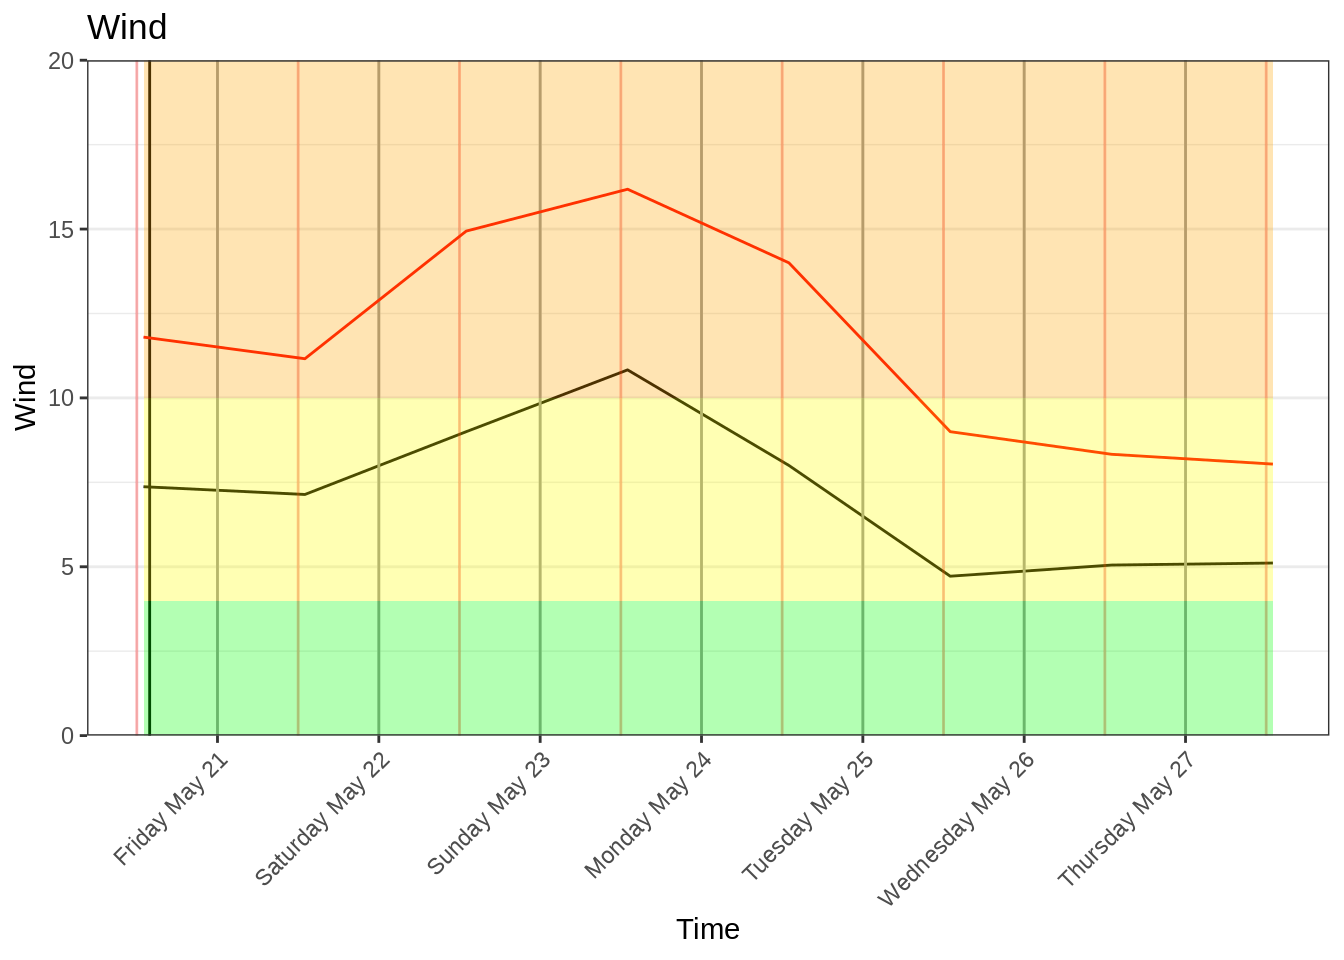 Wind
Wind
20
15
10
5
0
Friday May 21
Saturday May 22
Sunday May 23
Monday May 24
Tuesday May 25
Wednesday May 26
Thursday May 27
Time